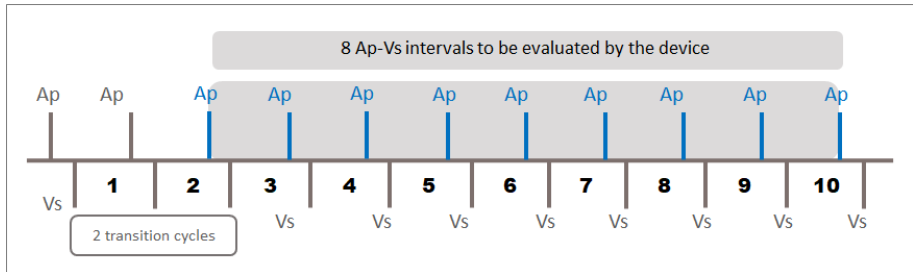 8 Ap-Vs intervals to be evaluated by the device
Ap Ap Ap Ap Ap Ap Ap Ap Ap Ap Ap
1 2 3 4 5 6 7 8 9 10
Vs Vs Vs Vs Vs Vs Vs Vs Vs
2 transition cycles